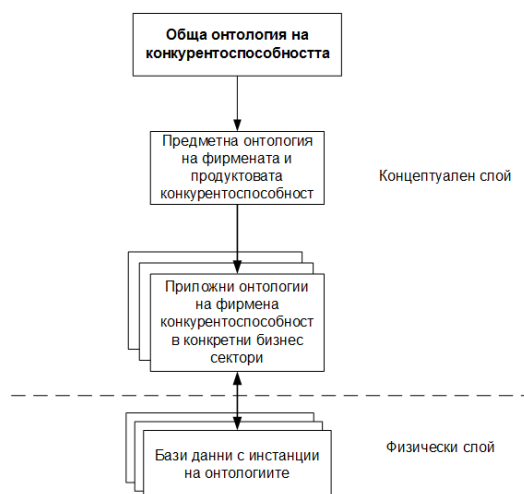 Обща онтология на
конкурентоспособността
Предметна онтология
на фирмената и
продуктовата
конкурентоспособност
Концептуален слой
Приложни онтологии
на фирмена
конкурентоспособност
в конкретни бизнес
сектори
Физически слой
Бази данни с инстанции
на онтологиите